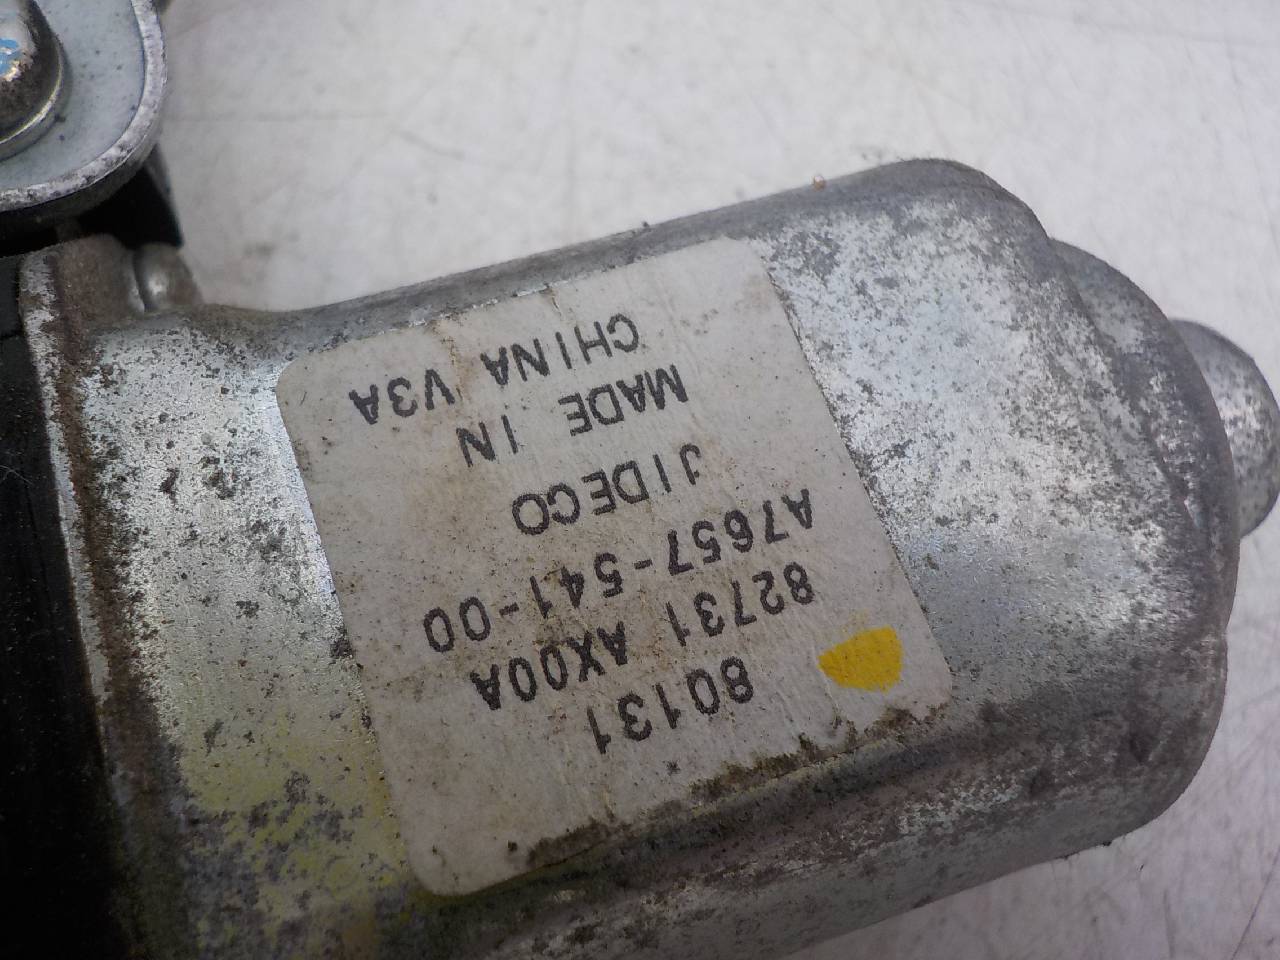 80131
82731 AX00A
A7657-541-00
JIDECO
MADE IN
CHINA V3A